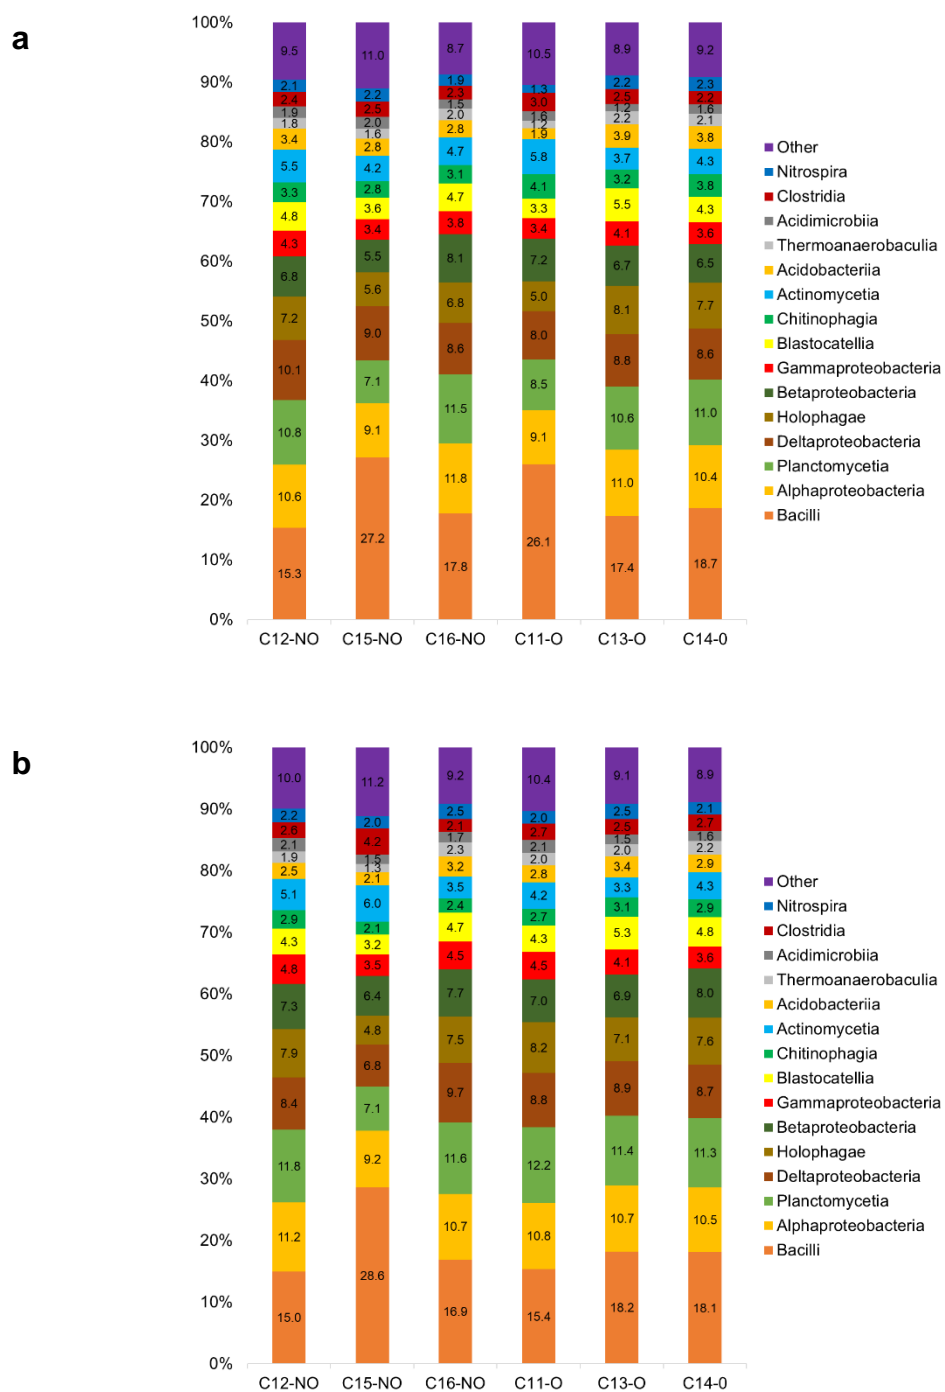 a
100%
90%
80%
70%
60%
50%
40%
30%
20%
10%
0%
9.5 11.0 8.7 10.5 8.9 9.2
2.1 2.2 1.9 1.3 2.2 2.3
2.4 2.5 2.3 3.0 2.5 2.2
1.9 2.0 1.5 1.6 1.2 1.6
1.8 1.6 2.0 1.2 2.2 2.1
3.4 2.8 2.8 1.9 3.9 3.8
5.5 4.2 4.7 5.8 3.7 4.3
3.3 2.8 3.1 4.1 3.2 3.8
4.8 3.6 4.7 3.3 5.5 4.3
4.3 3.4 3.8 3.4 4.1 3.6
6.8 5.5 8.1 7.2 6.7 6.5
7.2 5.6 6.8 5.0 8.1 7.7
10.1 9.0 8.6 8.0 8.8 8.6
10.8 7.1 11.5 8.5 10.6 11.0
10.6 9.1 11.8 9.1 11.0 10.4
15.3 27.2 17.8 26.1 17.4 18.7
C12-NO C15-NO C16-NO C11-O C13-O C14-0
Other
Nitrospira
Clostridia
Acidimicrobiia
Thermoanaerobaculia
Acidobacteriia
Actinomycetia
Chitinophagia
Blastocatellia
Gammaproteobacteria
Betaproteobacteria
Holophagae
Deltaproteobacteria
Planctomycetia
Alphaproteobacteria
Bacilli
b
100%
90%
80%
70%
60%
50%
40%
30%
20%
10%
0%
10.0 11.2 9.2 10.4 9.1 8.9
2.2 2.0 2.5 2.0 2.5 2.1
2.6 4.2 2.1 2.7 2.5 2.7
2.1 1.5 1.7 2.1 1.5 1.6
1.9 1.3 2.3 2.0 2.0 2.2
2.5 2.1 3.2 2.8 3.4 2.9
5.1 6.0 3.5 4.2 3.3 4.3
2.9 2.1 2.4 2.7 3.1 2.9
4.3 3.2 4.7 4.3 5.3 4.8
4.8 3.5 4.5 4.5 4.1 3.6
7.3 6.4 7.7 7.0 6.9 8.0
7.9 4.8 7.5 8.2 7.1 7.6
8.4 6.8 9.7 8.8 8.9 8.7
11.8 7.1 11.6 12.2 11.4 11.3
11.2 9.2 10.7 10.8 10.7 10.5
15.0 28.6 16.9 15.4 18.2 18.1
C12-NO C15-NO C16-NO C11-O C13-O C14-0
Other
Nitrospira
Clostridia
Acidimicrobiia
Thermoanaerobaculia
Acidobacteriia
Actinomycetia
Chitinophagia
Blastocatellia
Gammaproteobacteria
Betaproteobacteria
Holophagae
Deltaproteobacteria
Planctomycetia
Alphaproteobacteria
Bacilli